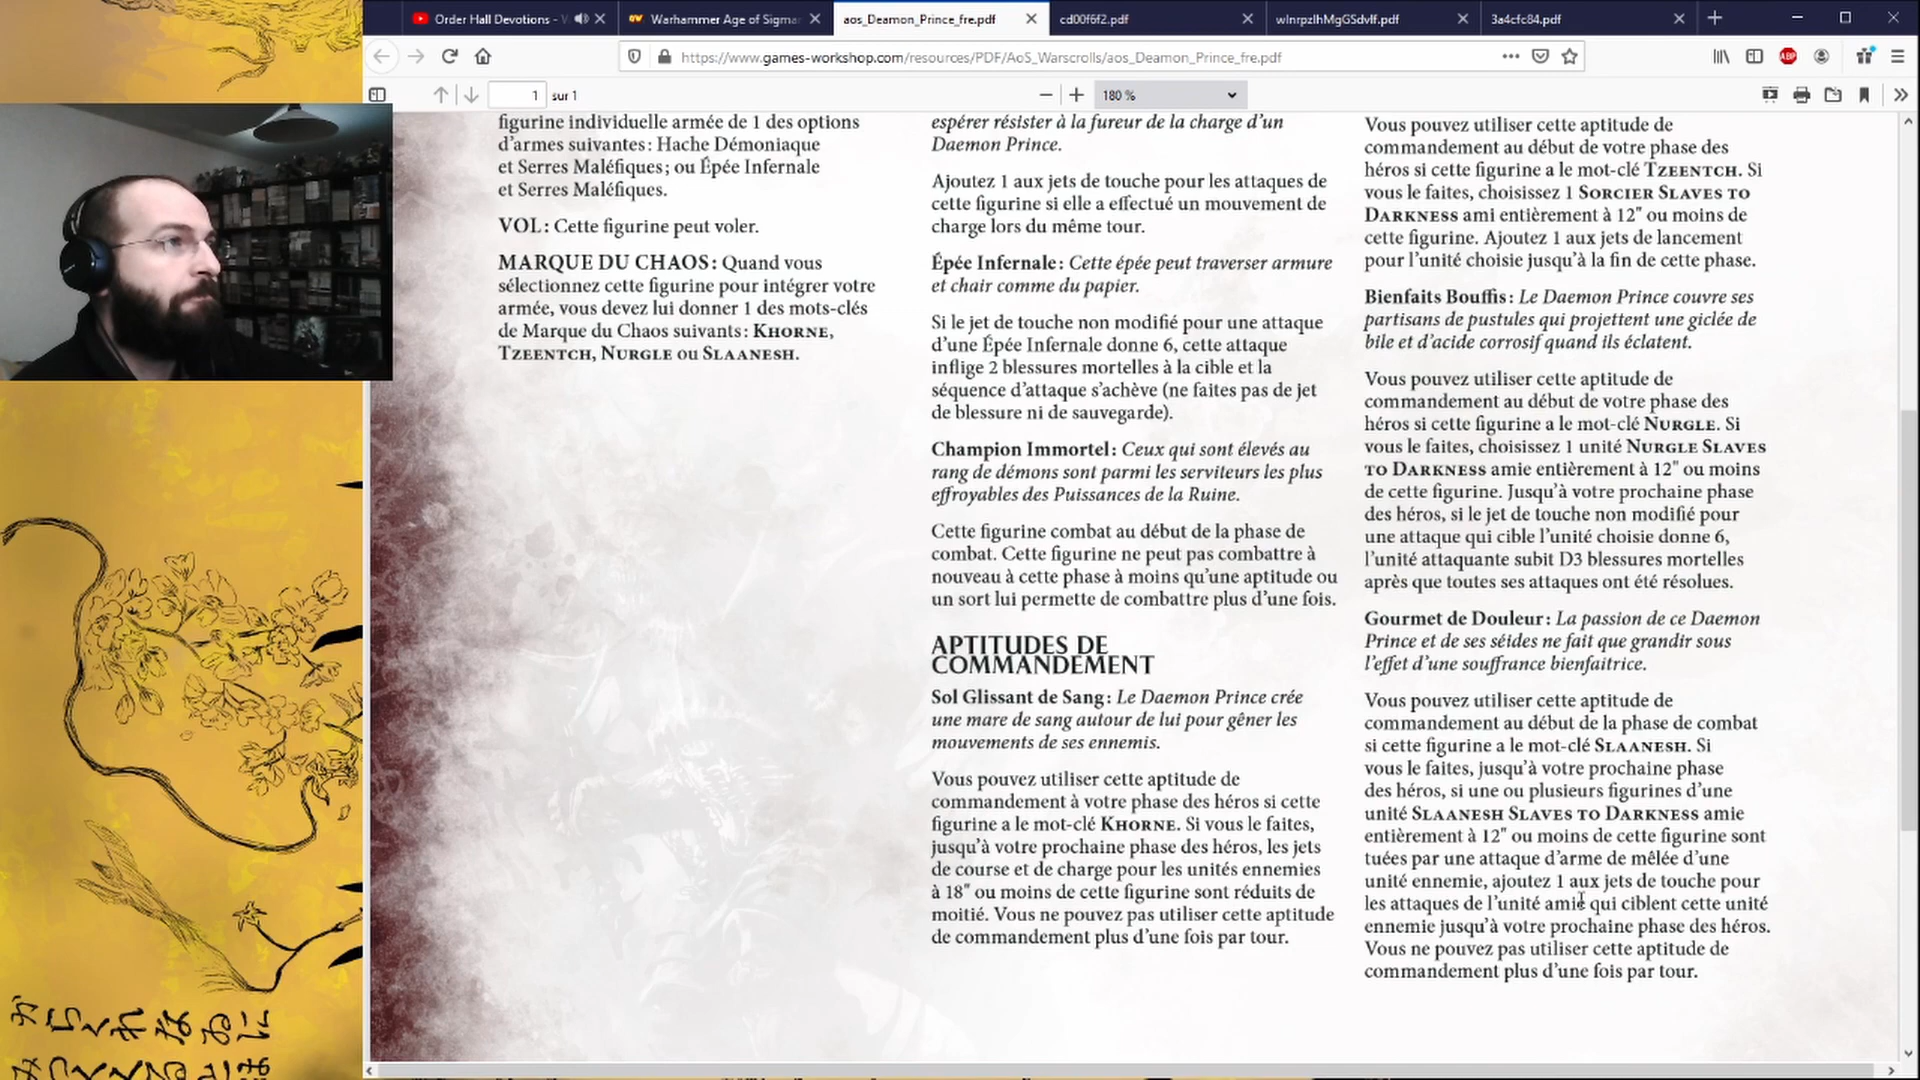 Order Hall Devotions -
Warhammer Age of Sigmar
aos_Deamon_Prince_fre.pdf
cd00f6f2.pdf
wlnrpzlhMgGSdvlf.pdf
3a4cfc84.pdf
https://www.games-workshop.com/resources/PDF/AoS_Warscrolls/aos_Deamon_Prince_fre.pdf
ABP
1 sur 1
180 %
figurine individuelle armée de 1 des options
d'armes suivantes : Hache Démoniaque
et Serres Maléfiques ; ou Épée Infernale
et Serres Maléfiques.
VOL : Cette figurine peut voler.
MARQUE DU CHAOS : Quand vous
sélectionnez cette figurine pour intégrer votre
armée, vous devez lui donner 1 des mots-clés
de Marque du Chaos suivants : KHORNE,
TZEENTCH, NURGLE ou SLAANESH.
espérer résister à la fureur de la charge d'un
Daemon Prince.
Ajoutez 1 aux jets de touche pour les attaques de
cette figurine si elle a effectué un mouvement de
charge lors du même tour.
Épée Infernale : Cette épée peut traverser armure
et chair comme du papier.
Si le jet de touche non modifié pour une attaque
d'une Épée Infernale donne 6, cette attaque
inflige 2 blessures mortelles à la cible et la
séquence d'attaque s'achève (ne faites pas de jet
de blessure ni de sauvegarde).
Champion Immortel : Ceux qui sont élevés au
rang de démons sont parmi les serviteurs les plus
effroyables des Puissances de la Ruine.
Cette figurine combat au début de la phase de
combat. Cette figurine ne peut pas combattre à
nouveau à cette phase à moins qu'une aptitude ou
un sort lui permette de combattre plus d'une fois.
APTITUDES DE
COMMANDEMENT
Sol Glissant de Sang : Le Daemon Prince crée
une mare de sang autour de lui pour gêner les
mouvements de ses ennemis.
Vous pouvez utiliser cette aptitude de
commandement à votre phase des héros si cette
figurine a le mot-clé KHORNE. Si vous le faites,
jusqu'à votre prochaine phase des héros, les jets
de course et de charge pour les unités ennemies
à 18" ou moins de cette figurine sont réduits de
moitié. Vous ne pouvez pas utiliser cette aptitude
de commandement plus d'une fois par tour.
Vous pouvez utiliser cette aptitude de
commandement au début de votre phase des
héros si cette figurine a le mot-clé TZEENTCH. Si
vous le faites, choisissez 1 SORCIER SLAVES TO
DARKNESS ami entièrement à 12" ou moins de
cette figurine. Ajoutez 1 aux jets de lancement
pour l'unité choisie jusqu'à la fin de cette phase.
Bienfaits Bouffis : Le Daemon Prince couvre ses
partisans de pustules qui projettent une giclée de
bile et d'acide corrosif quand ils éclatent.
Vous pouvez utiliser cette aptitude de
commandement au début de votre phase des
héros si cette figurine a le mot-clé NURGLE. Si
vous le faites, choisissez 1 unité NURGLE SLAVES
TO DARKNESS amie entièrement à 12" ou moins
de cette figurine. Jusqu'à votre prochaine phase
des héros, si le jet de touche non modifié pour
une attaque qui cible l'unité choisie donne 6,
l'unité attaquante subit D3 blessures mortelles
après que toutes ses attaques ont été résolues.
Gourmet de Douleur : La passion de ce Daemon
Prince et de ses séides ne fait que grandir sous
l'effet d'une souffrance bienfaitrice.
Vous pouvez utiliser cette aptitude de
commandement au début de la phase de combat
si cette figurine a le mot-clé SLAANESH. Si
vous le faites, jusqu'à votre prochaine phase
des héros, si une ou plusieurs figurines d'une
unité SLAANESH SLAVES TO DARKNESS amie
entièrement à 12" ou moins de cette figurine sont
tuées par une attaque d'arme de mêlée d'une
unité ennemie, ajoutez 1 aux jets de touche pour
les attaques de l'unité amie qui ciblent cette unité
ennemie jusqu'à votre prochaine phase des héros.
Vous ne pouvez pas utiliser cette aptitude de
commandement plus d'une fois par tour.